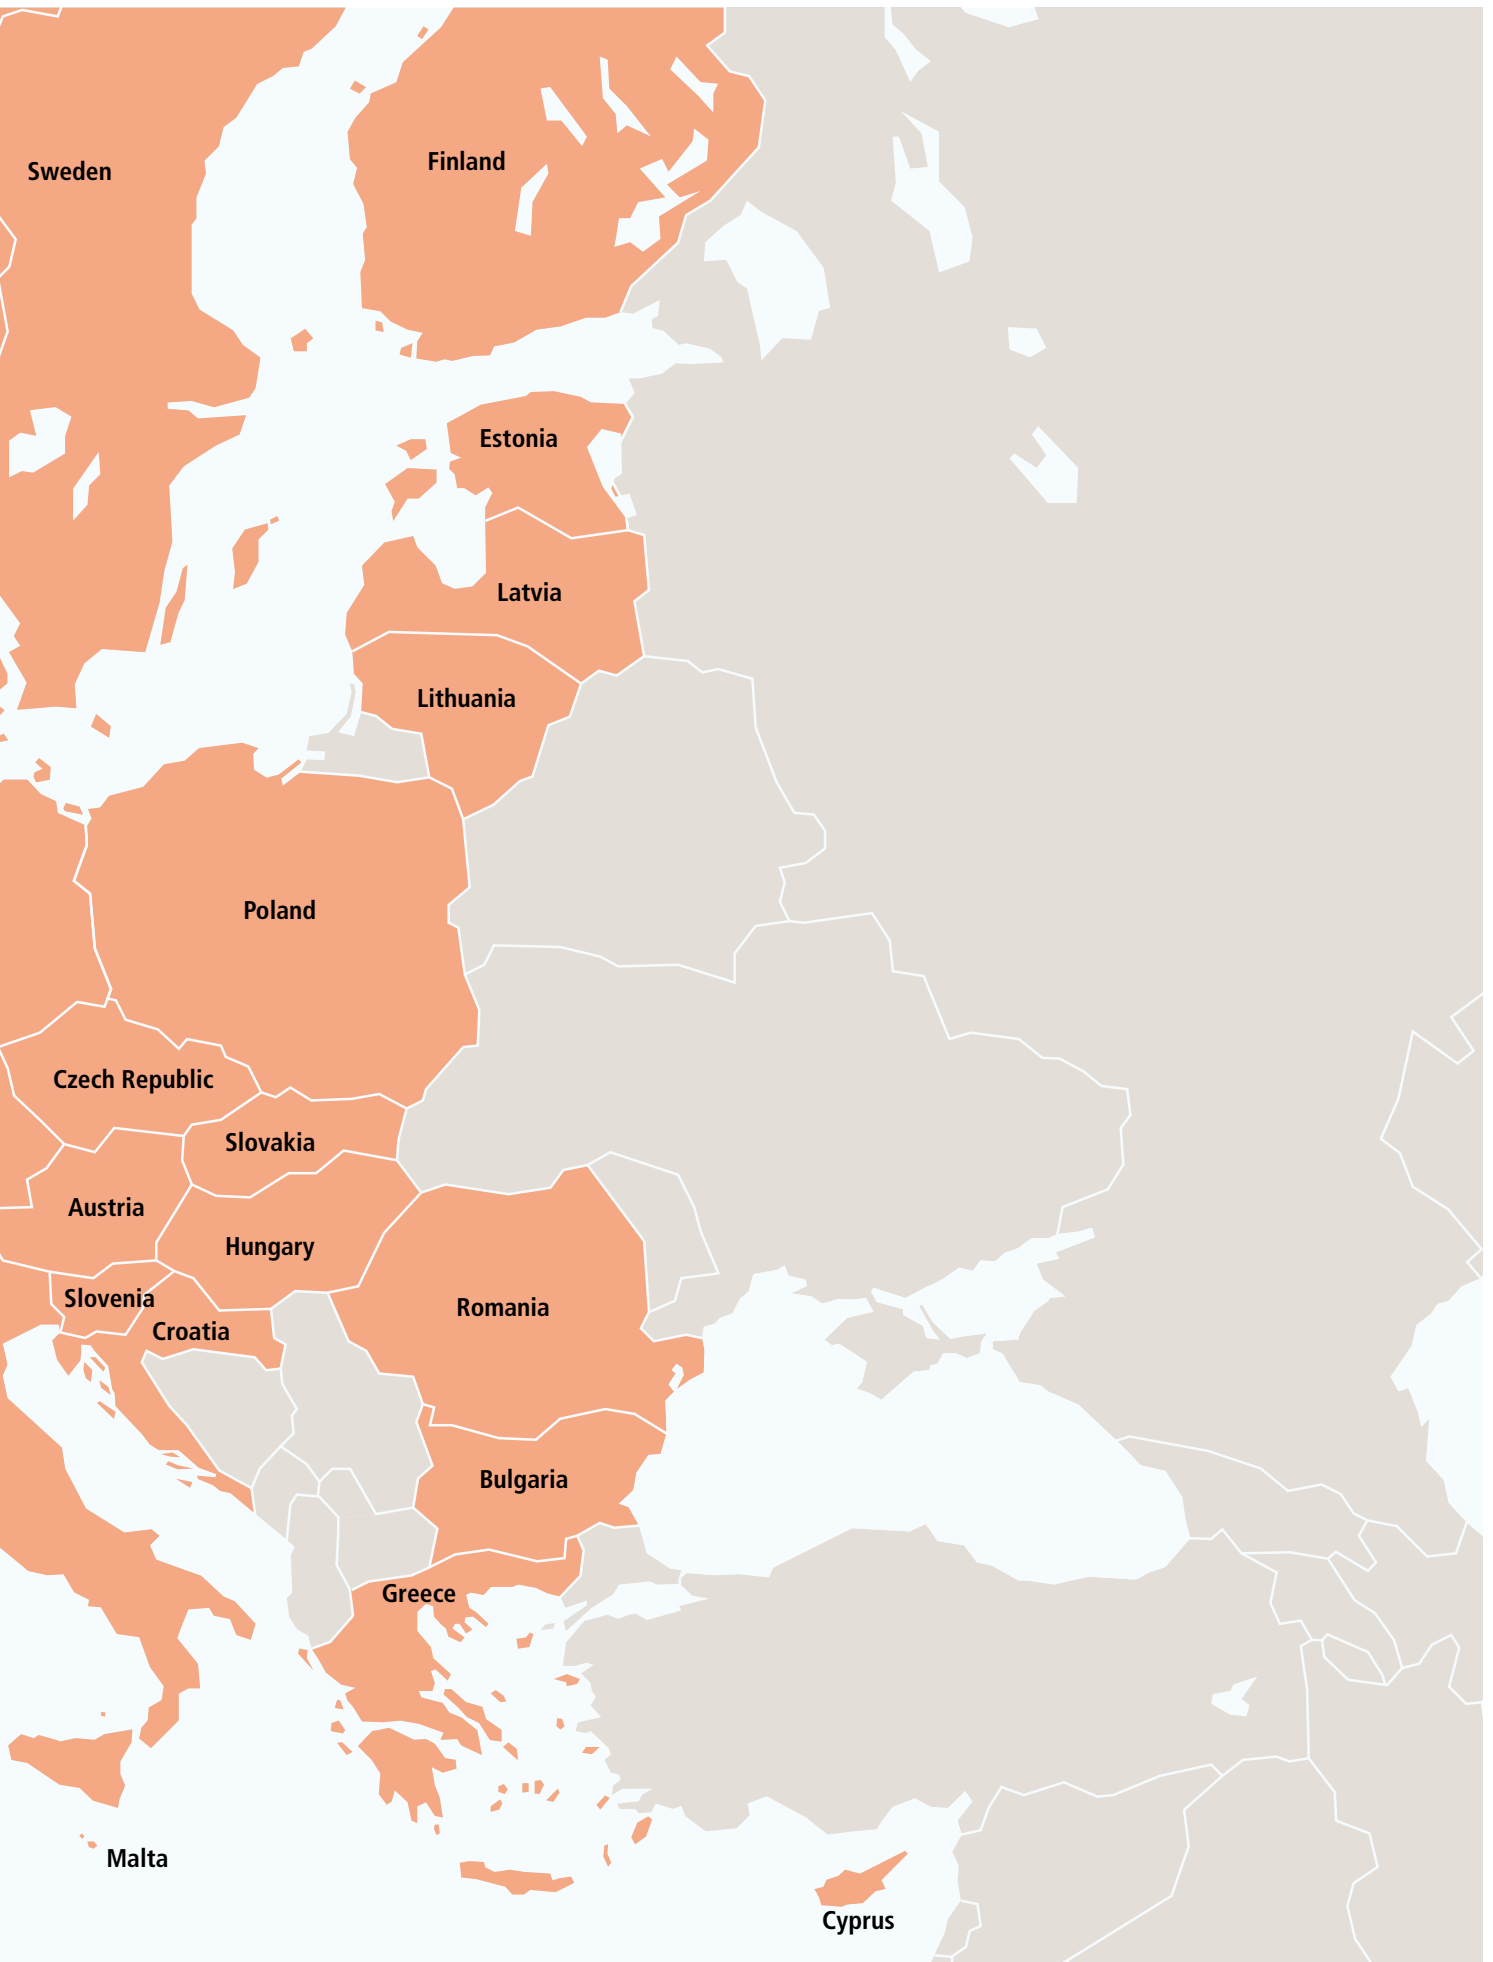 Sweden
Finland
Estonia
Latvia
Lithuania
Poland
Czech Republic
Slovakia
Austria
Hungary
Slovenia
Romania
Croatia
Bulgaria
Greece
Malta
Cyprus